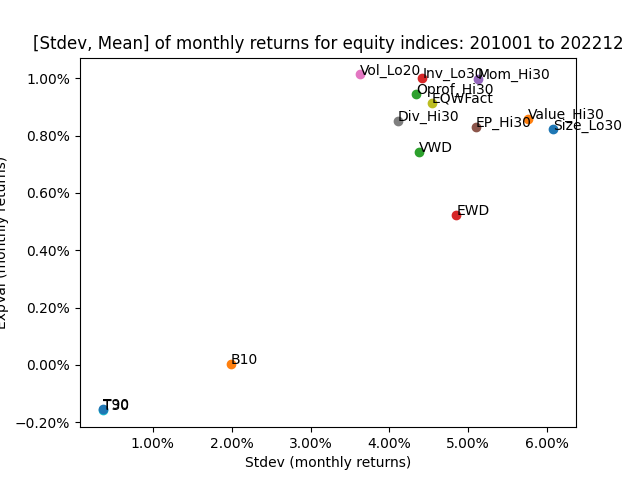 [Stdev, Mean] of monthly returns for equity indices: 201001 to 202212
1.00%
0.80%
0.60%
0.40%
0.20%
0.00%
−0.20%
(monthly returns)
Vol_Lo20
Inv_Lo30
Mom_Hi30
Oprof_Hi30
EQWFact
Div_Hi30
EP_Hi30
Value_Hi30
Size_Lo30
VWD
EWD
B10
T30
1.00%
2.00%
3.00%
4.00%
5.00%
6.00%
Stdev (monthly returns)